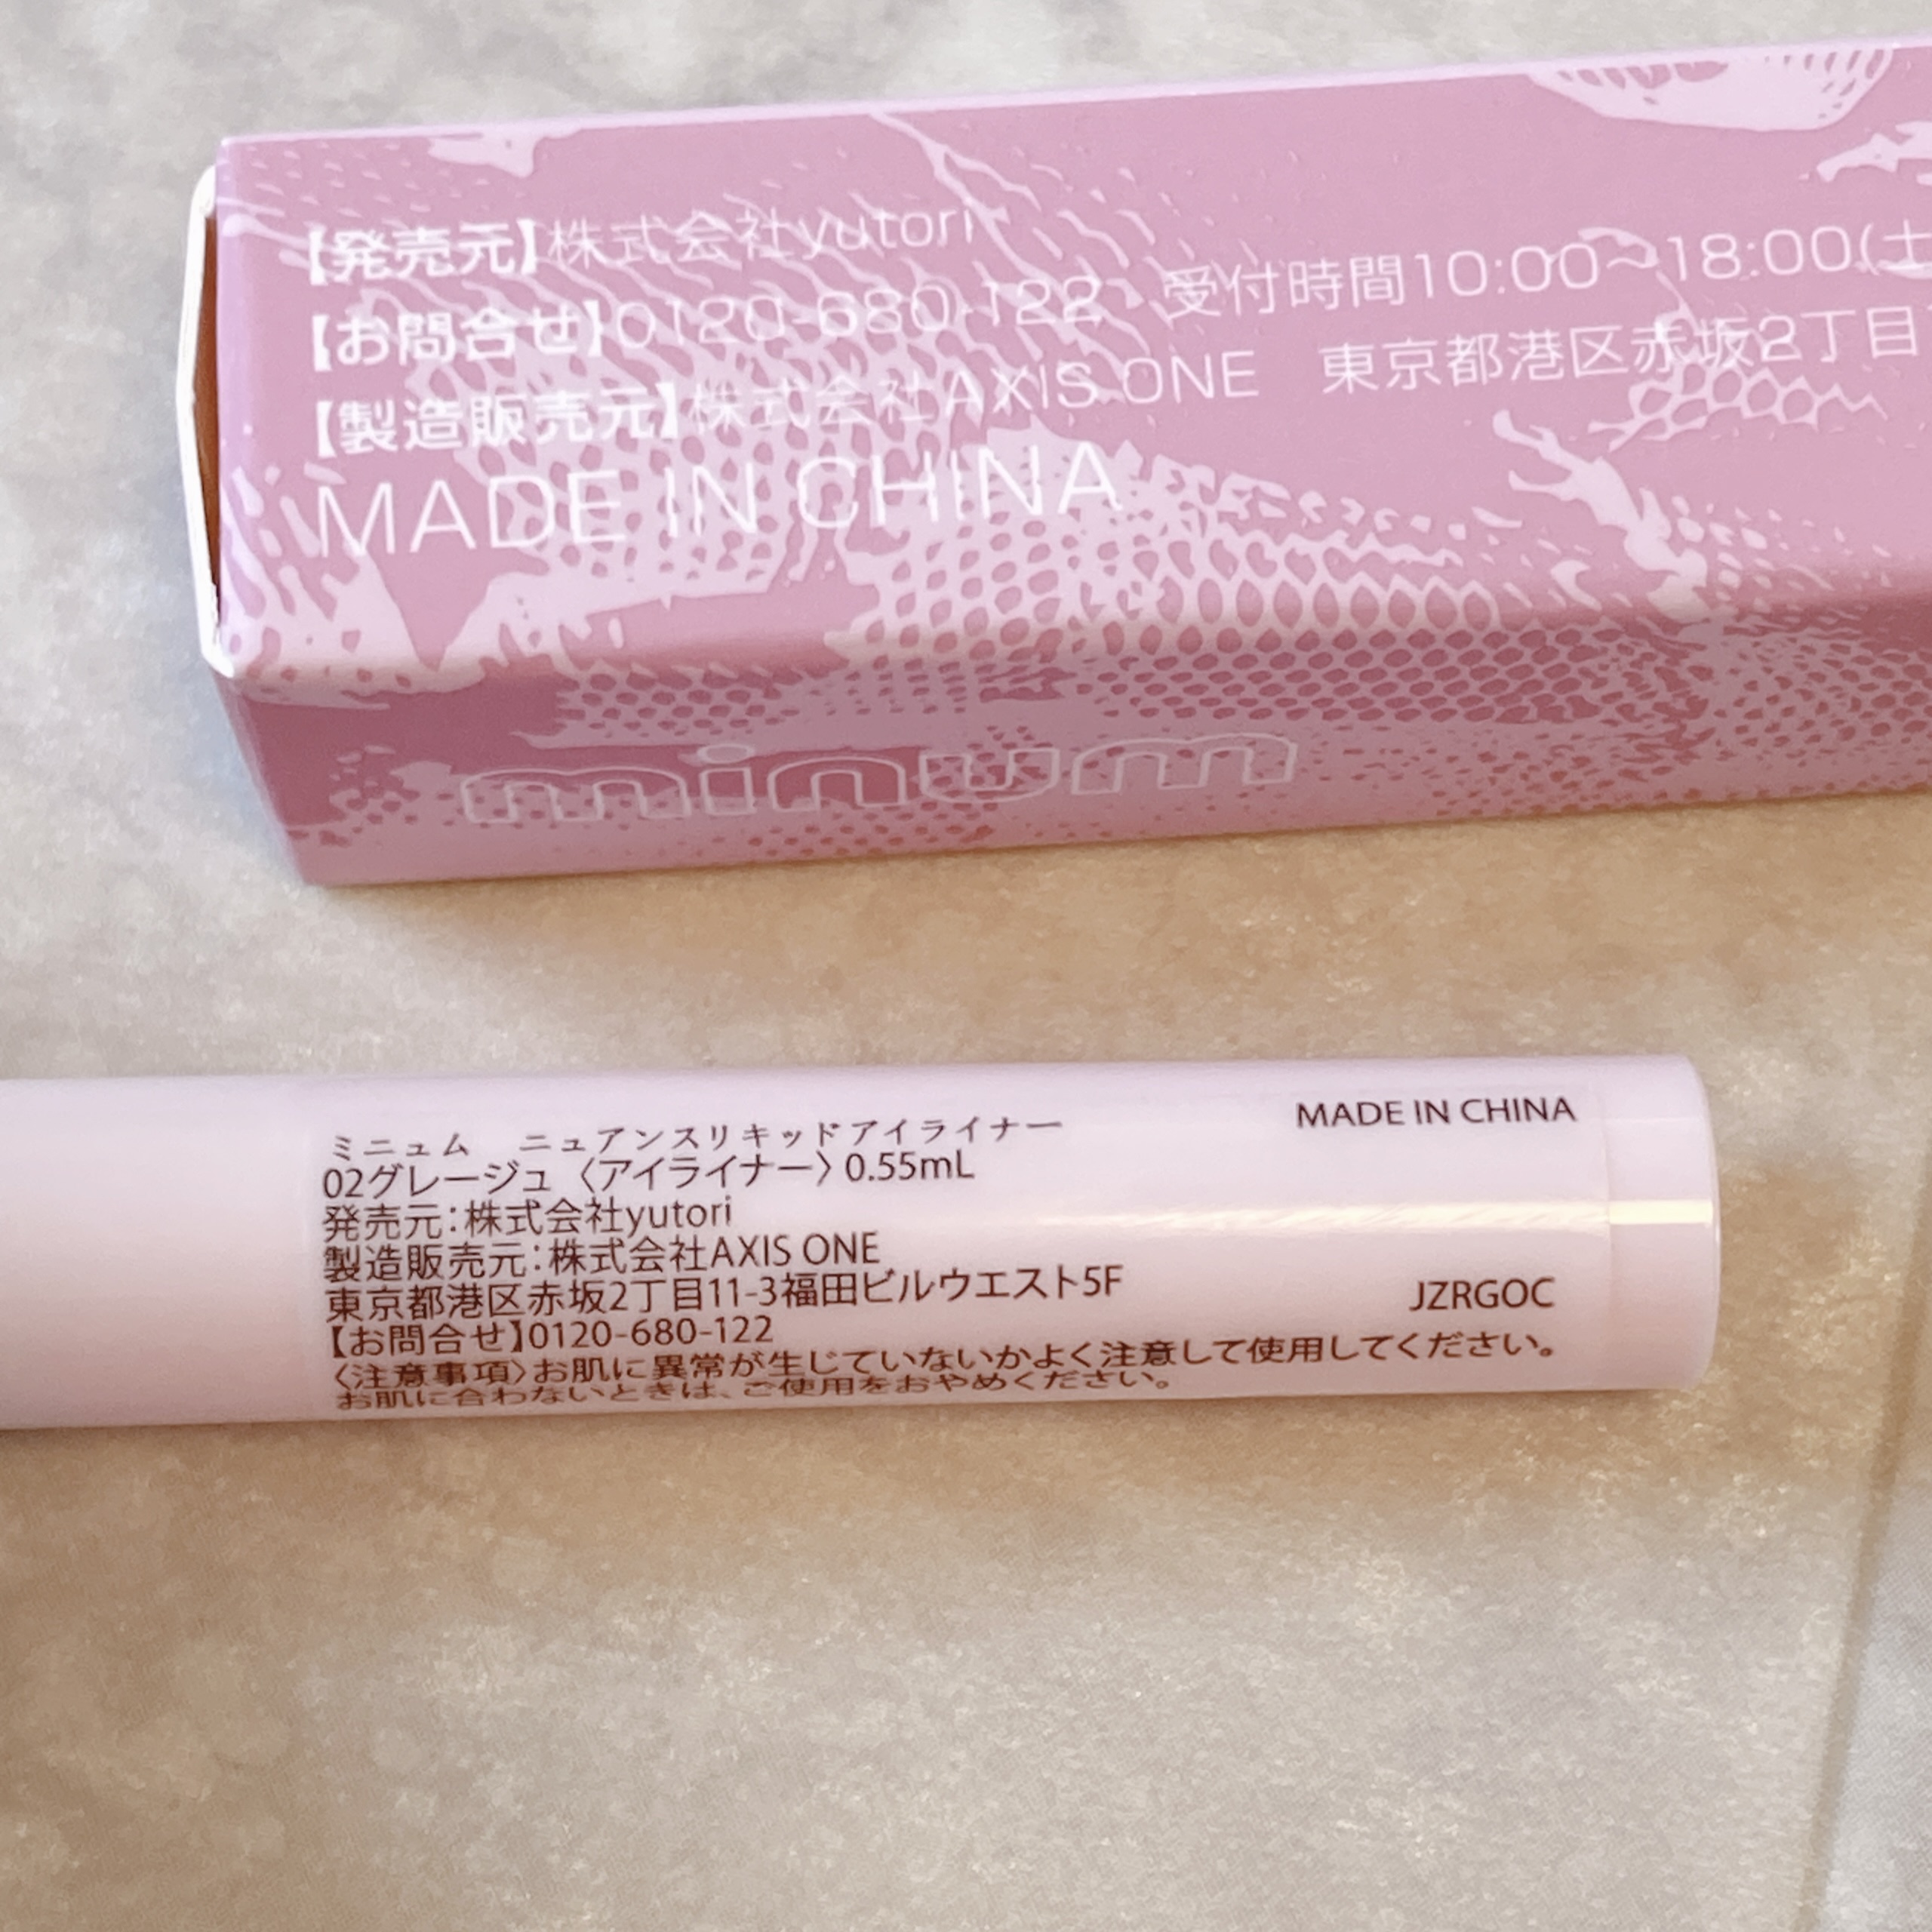 【発売元】株式会社yutori
【お問合せ】0120-680-122 受付時間10:00〜18:00(土
【製造販売元】株式会社AXIS ONE 東京都港区赤坂2丁目
MADE IN CHINA
minum
ミニュム ニュアンスリキッドアイライナー
MADE IN CHINA
02グレージュ〈アイライナー〉0.55mL
発売元:株式会社yutori
製造販売元:株式会社AXIS ONE
東京都港区赤坂2丁目11-3福田ビルウエスト5F
JZRGOC
【お問合せ】0120-680-122
〈注意事項〉お肌に異常が生じていないかよく注意して使用してください。
お肌に合わないときは、ご使用をおやめください。